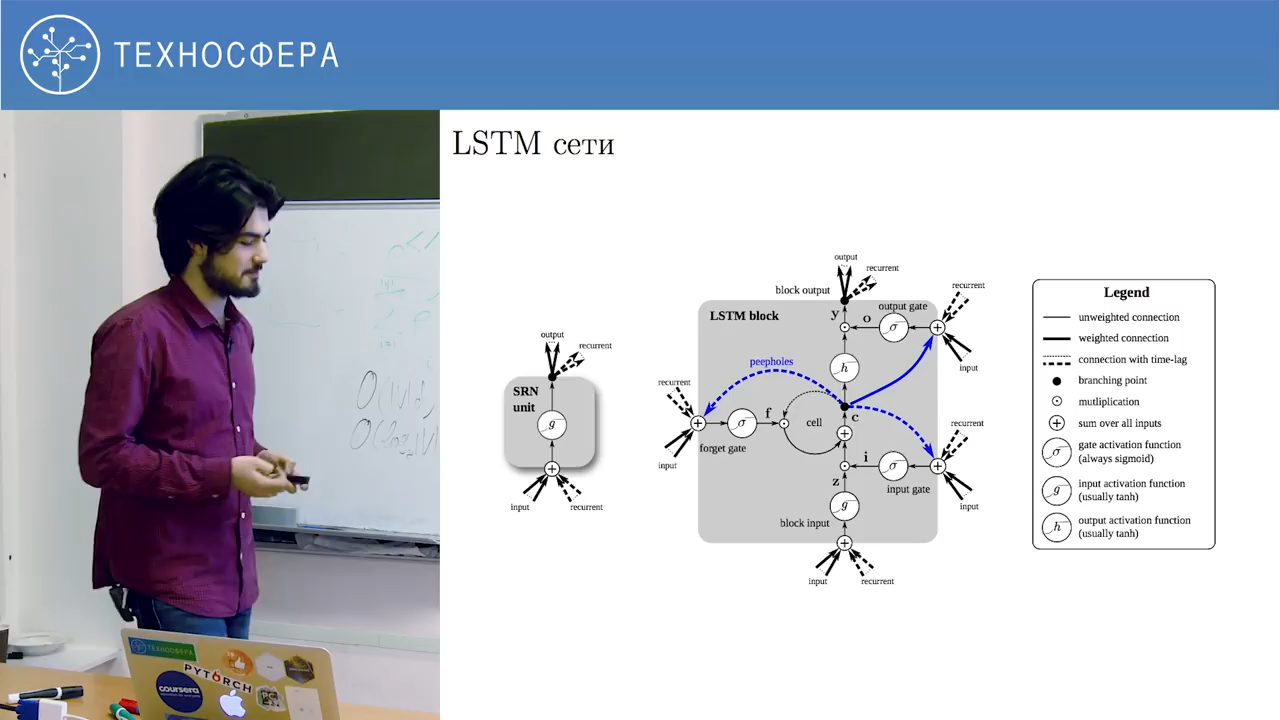 ТЕХНОСФЕРА
LSTM сети
output
recurrent
SRN
unit
g
input
recurrent
output
recurrent
block output
LSTM block
y
o
output gate
σ
recurrent
input
h
peepholes
recurrent
input
σ
f
forget gate
cell
c
i
σ
input gate
recurrent
input
z
g
block input
input
recurrent
Legend
unweighted connection
weighted connection
connection with time-lag
branching point
mutliplication
sum over all inputs
σ
gate activation function
(always sigmoid)
g
input activation function
(usually tanh)
h
output activation function
(usually tanh)
ТЕХНОСФЕРА
PYTORCH
coursera